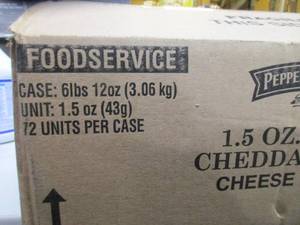 FOODSERVICE
CASE: 6lbs 12oz (3.06 kg)
UNIT: 1.5 oz (43g)
72 UNITS PER CASE
PEPPE
1.5 OZ.
CHEDDA
CHEESE